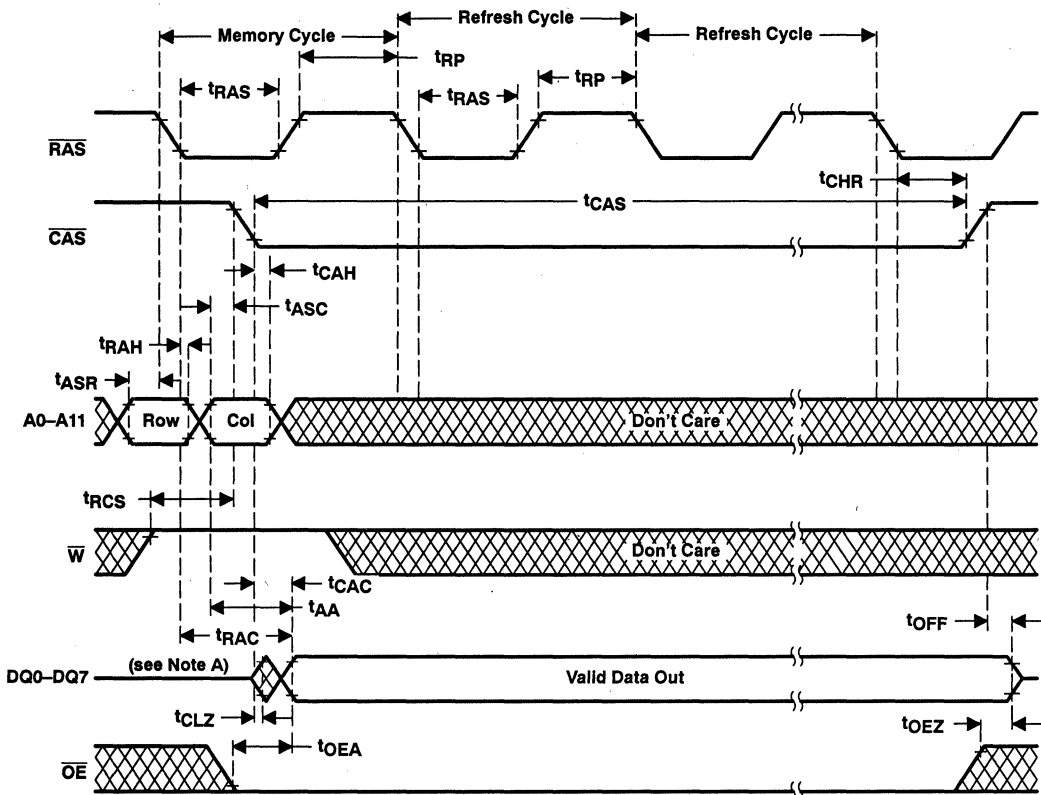 Memory Cycle
Refresh Cycle
Refresh Cycle
tRP
tRAS
tRAS
tRP
RAS
tCHR
tCAS
CAS
tCAH
tASC
tRAH
tASR
A0–A11
Row
Col
Don't Care
tRCS
W
Don't Care
tCAC
tAA
tRAC
tOFF
(see Note A)
DQ0–DQ7
Valid Data Out
tCLZ
tOEZ
tOEA
OE